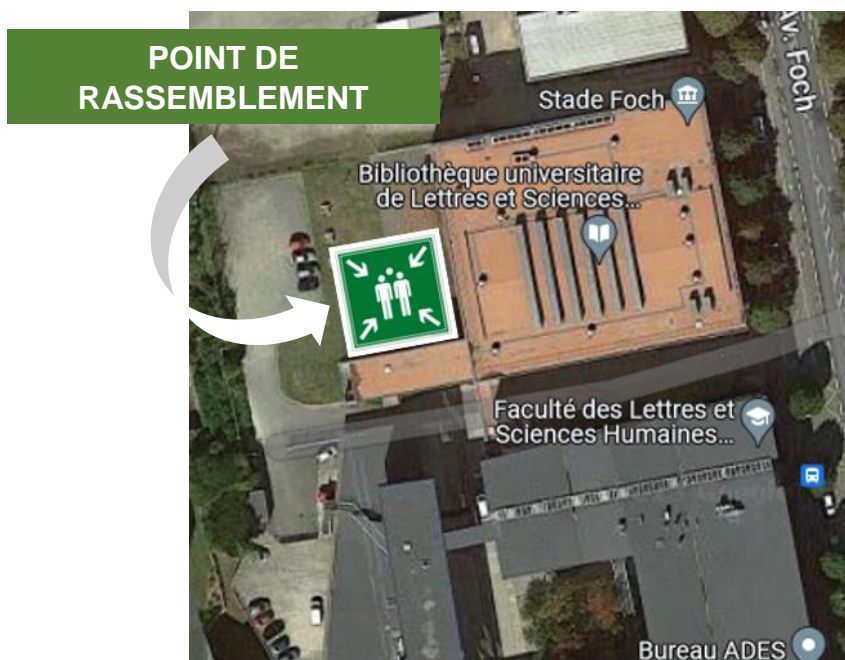 POINT DE
RASSEMBLEMENT
Av. Foch
Stade Foch
Bibliothèque universitaire
de Lettres et Sciences...
Faculté des Lettres et
Sciences Humaines...
Bureau ADES